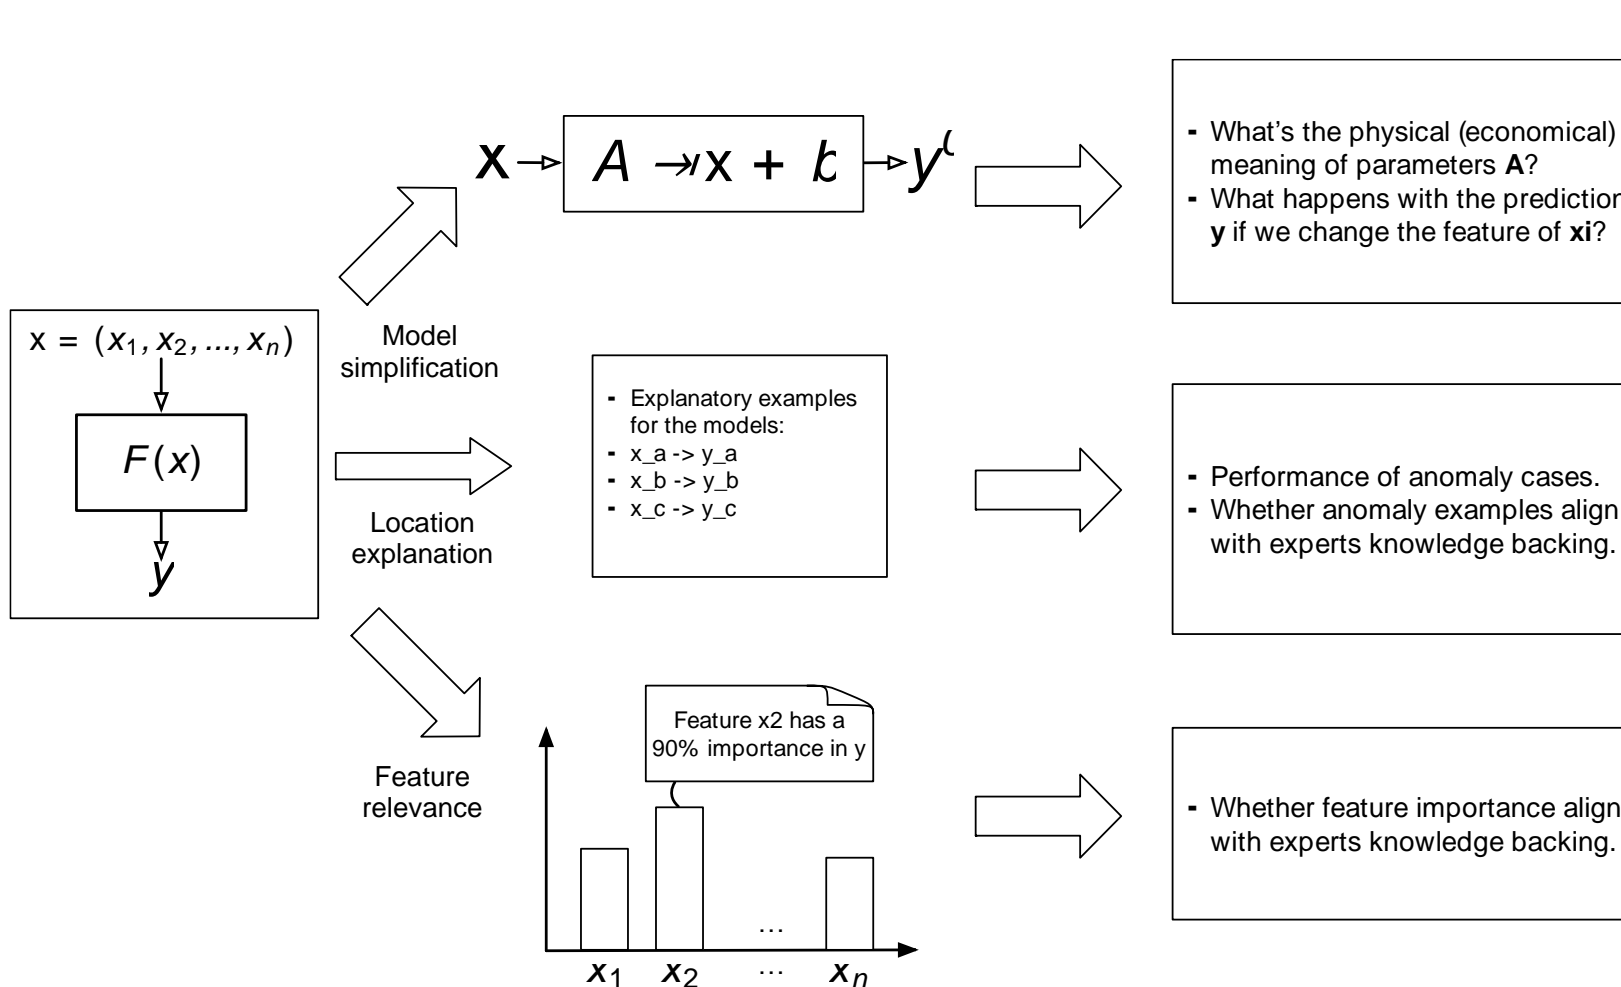 x = (x1, x2, ..., xn)
F(x)
y
Model
simplification
Location
explanation
Feature
relevance
x
A x + b
y
Explanatory examples
for the models:
x_a -> y_a
x_b -> y_b
x_c -> y_c
Feature x2 has a
90% importance in y
...
x1 x2 ... xn
- What's the physical (economical)
meaning of parameters A?
- What happens with the prediction
y if we change the feature of xi?
- Performance of anomaly cases.
- Whether anomaly examples align
with experts knowledge backing.
- Whether feature importance align
with experts knowledge backing.